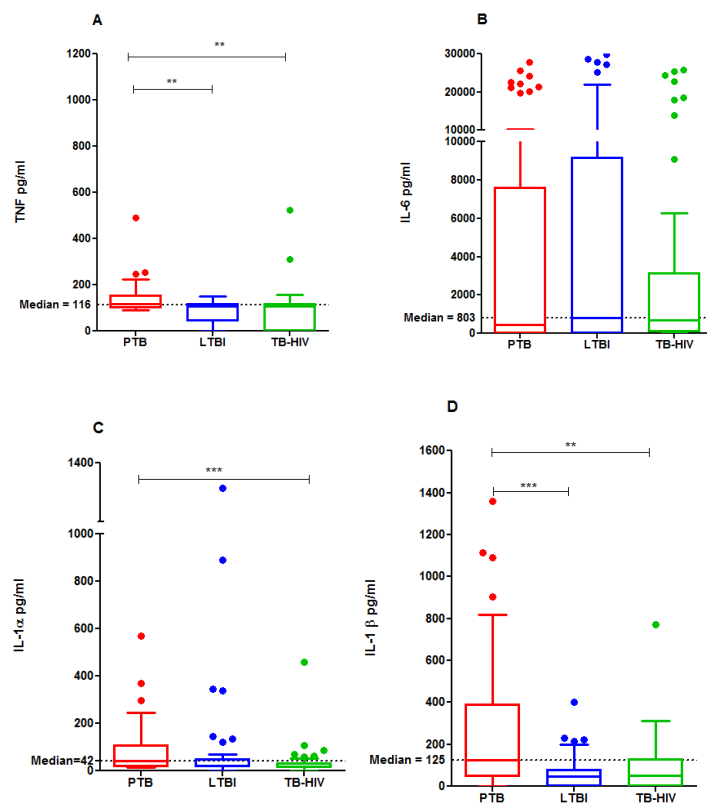 A
TNF pg/ml
1200
1000
800
600
400
200
0
Median = 116
**
**
PTB
LTBI
TB-HIV
B
IL-6 pg/ml
30000
20000
10000
10000
8000
6000
4000
2000
0
Median = 803
PTB
LTBI
TB-HIV
C
IL-1α pg/ml
1400
1000
800
600
400
200
0
Median=42
***
PTB
LTBI
TB-HIV
D
IL-1 β pg/ml
1600
1400
1200
1000
800
600
400
200
0
Median = 125
**
***
PTB
LTBI
TB-HIV